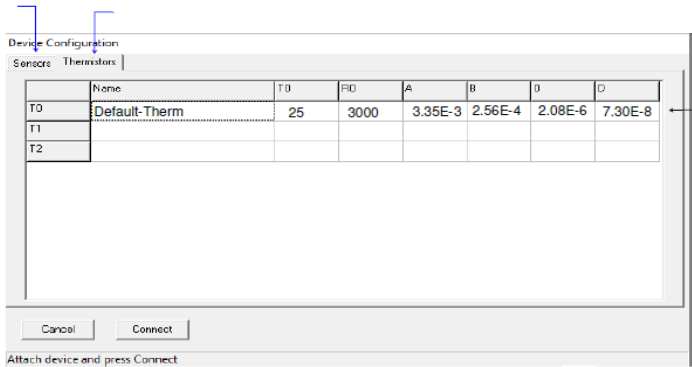 Device Configuration
Sensors Thermistors
Name T0 R0 A B 0 D
T0 Default-Therm 25 3000 3.35E-3 2.56E-4 2.08E-6 7.30E-8
T1
T2
Cancel Connect
Attach device and press Connect